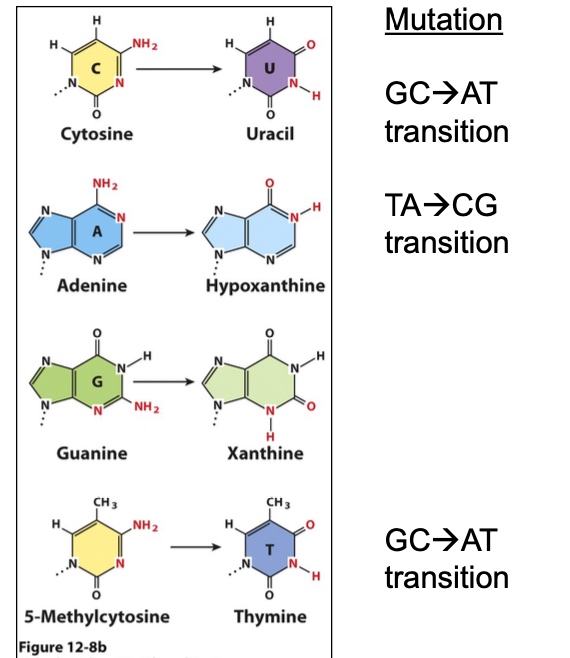 Mutation
H
H
NH2
C
N
N
O
Cytosine
H
H
O
U
N
N
H
O
Uracil
GC→AT
transition
NH2
N
N
A
N
N
Adenine
O
N
N
H
N
N
Hypoxanthine
TA→CG
transition
O
N
N
H
G
N
N
NH2
Guanine
O
N
N
H
N
N
O
H
Xanthine
CH3
H
NH2
N
N
O
5-Methylcytosine
CH3
H
O
T
N
N
H
O
Thymine
GC→AT
transition
Figure 12-8b